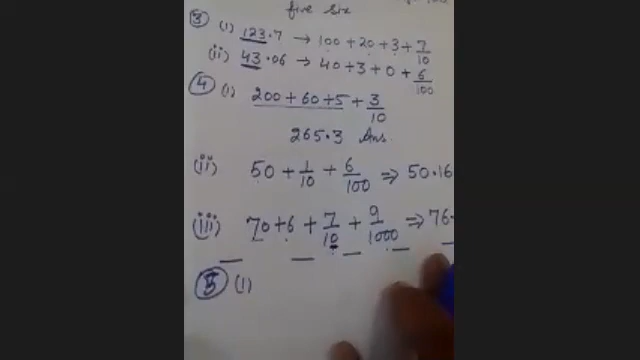 five six
③ (i) 123.7 → 100 + 20 + 3 + 7/10
(ii) 43.06 → 40 + 3 + 0 + 6/100
④ (i) 200 + 60 + 5 + 3/10
265.3 Ans
(ii) 50 + 1/10 + 6/100 ⇒ 50.16
(iii) 70 + 6 + 7/10 + 9/1000 ⇒ 76.
⑤ (i)